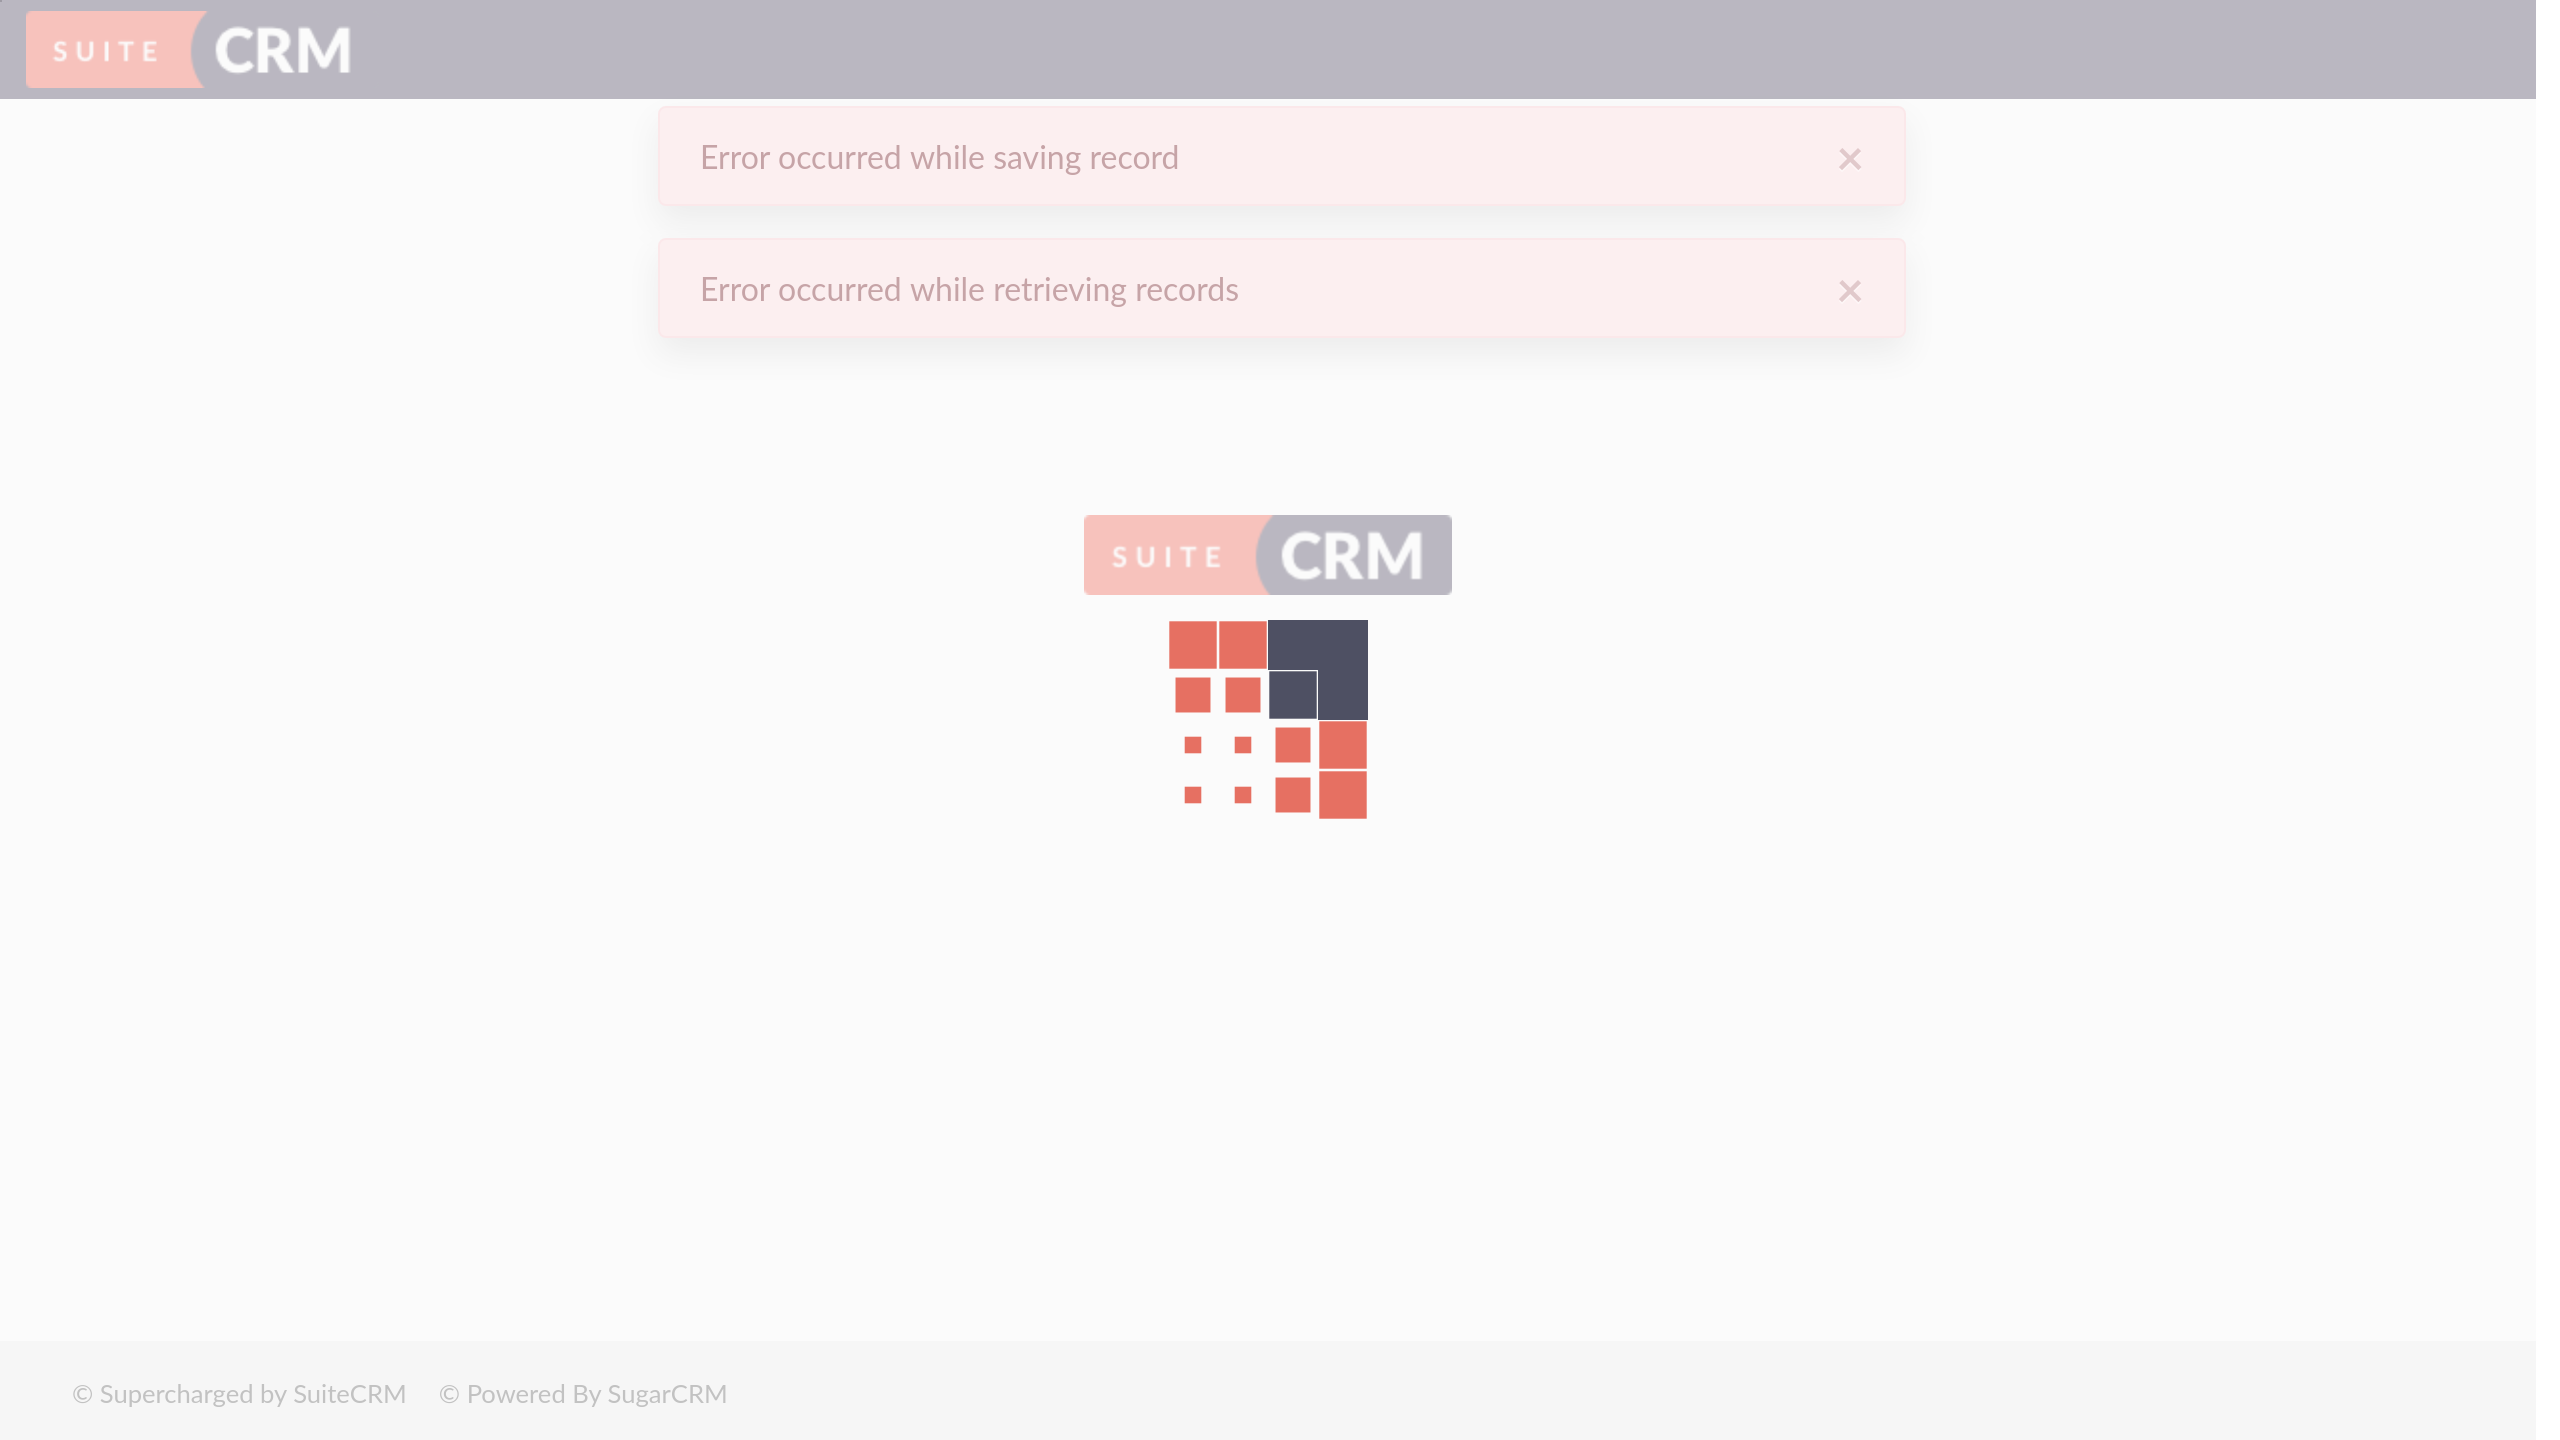 SUITE CRM
Error occurred while saving record
Error occurred while retrieving records
SUITE CRM
© Supercharged by SuiteCRM © Powered By SugarCRM